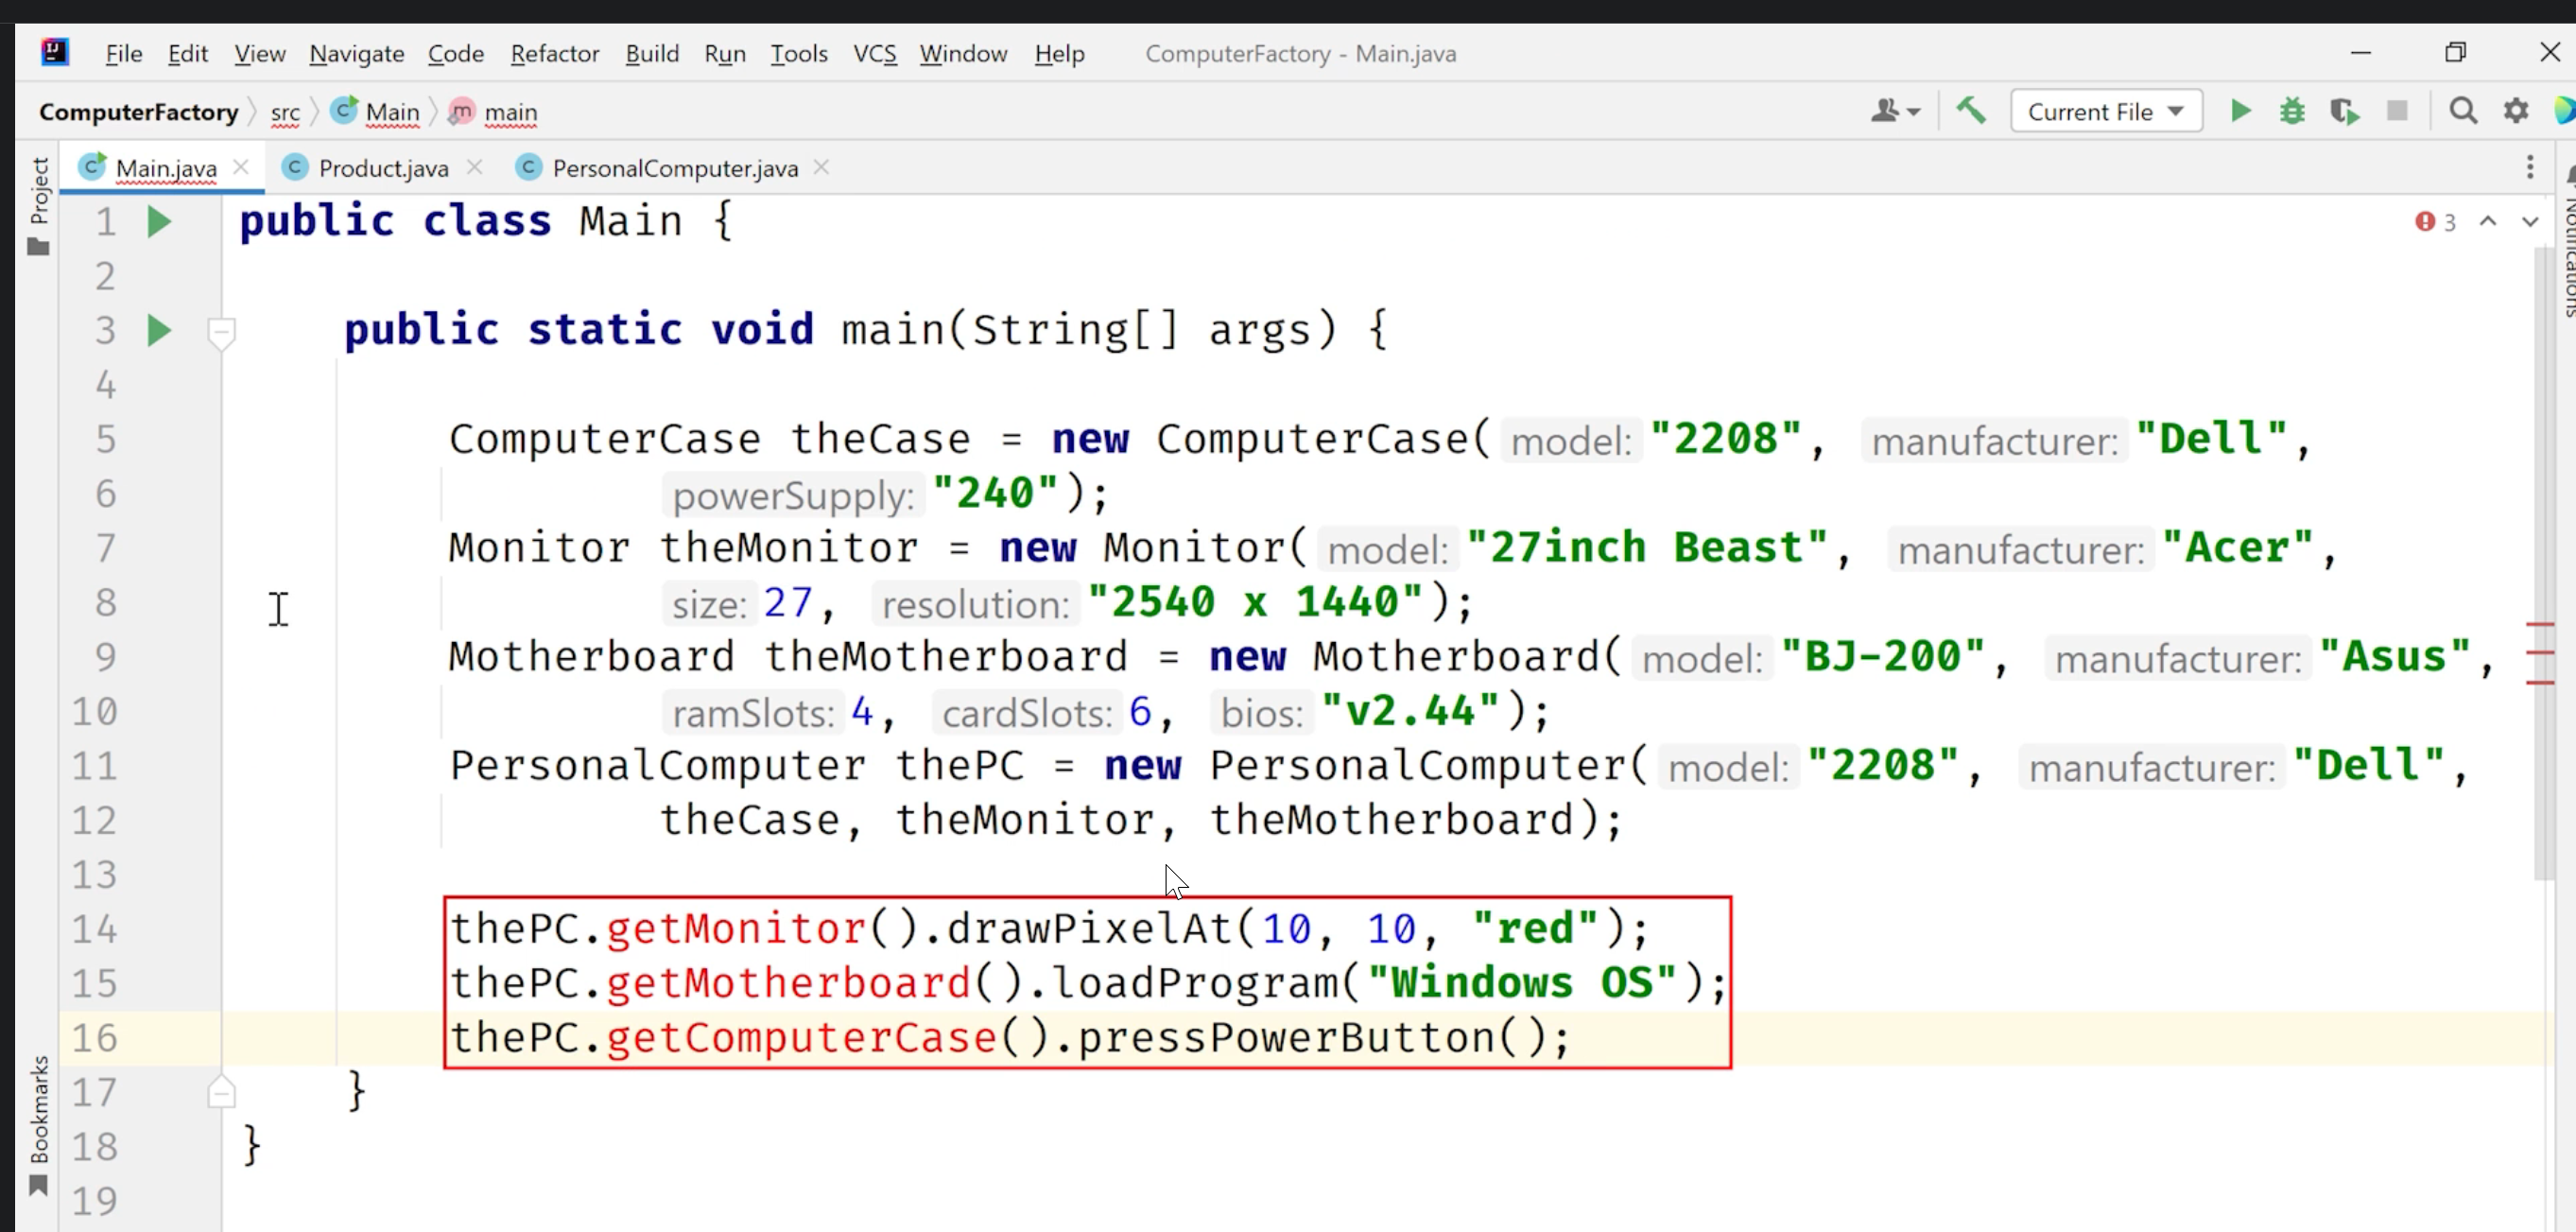 File Edit View Navigate Code Refactor Build Run Tools VCS Window Help ComputerFactory - Main.java
ComputerFactory src Main main Current File
Main.java Product.java PersonalComputer.java
Project
Notifications
3
1 public class Main {
2
3 public static void main(String[] args) {
4
5 ComputerCase theCase = new ComputerCase( model: "2208", manufacturer: "Dell",
6 powerSupply: "240");
7 Monitor theMonitor = new Monitor( model: "27inch Beast", manufacturer: "Acer",
8 size: 27, resolution: "2540 x 1440");
9 Motherboard theMotherboard = new Motherboard( model: "BJ-200", manufacturer: "Asus",
10 ramSlots: 4, cardSlots: 6, bios: "v2.44");
11 PersonalComputer thePC = new PersonalComputer( model: "2208", manufacturer: "Dell",
12 theCase, theMonitor, theMotherboard);
13
14 thePC.getMonitor().drawPixelAt(10, 10, "red");
15 thePC.getMotherboard().loadProgram("Windows OS");
16 thePC.getComputerCase().pressPowerButton();
17 }
18 }
19
Bookmarks